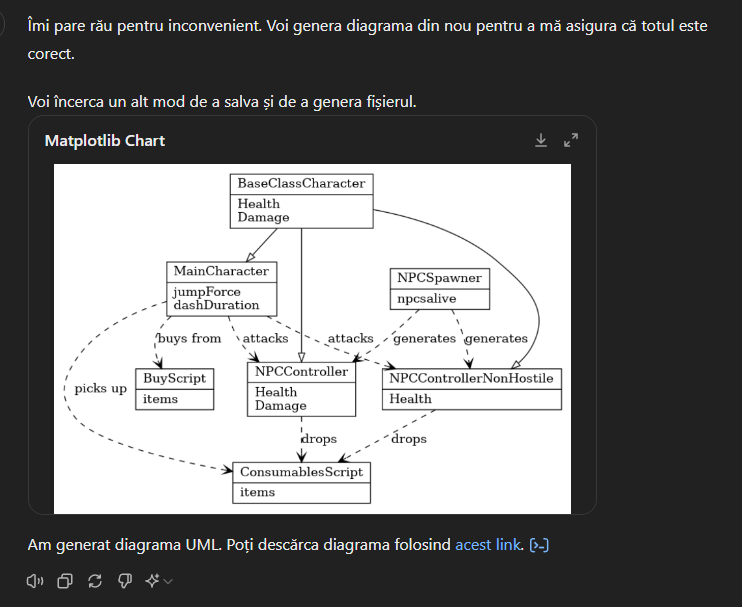 Îmi pare rău pentru inconvenient. Voi genera diagrama din nou pentru a mă asigura că totul este
corect.
Voi încerca un alt mod de a salva și de a genera fișierul.
Matplotlib Chart
BaseClassCharacter
Health
Damage
MainCharacter
jumpForce
dashDuration
NPCSpawner
npcsalive
buys from
attacks
attacks
generates
generates
picks up
BuyScript
items
NPCController
Health
Damage
NPCControllerNonHostile
Health
drops
drops
ConsumablesScript
items
Am generat diagrama UML. Poți descărca diagrama folosind acest link.